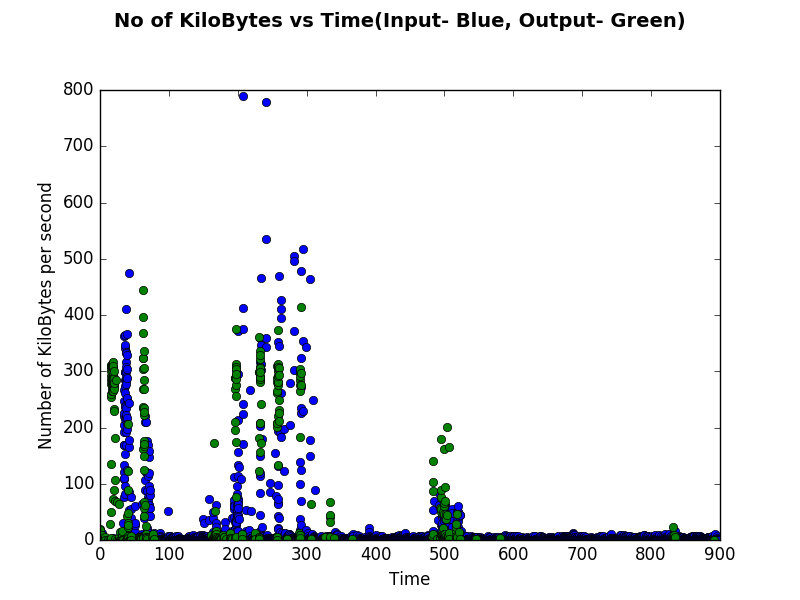 No of KiloBytes vs Time(Input- Blue, Output- Green)
800
700
600
500
400
300
200
100
0
Number of KiloBytes per second
0 100 200 300 400 500 600 700 800 900
Time